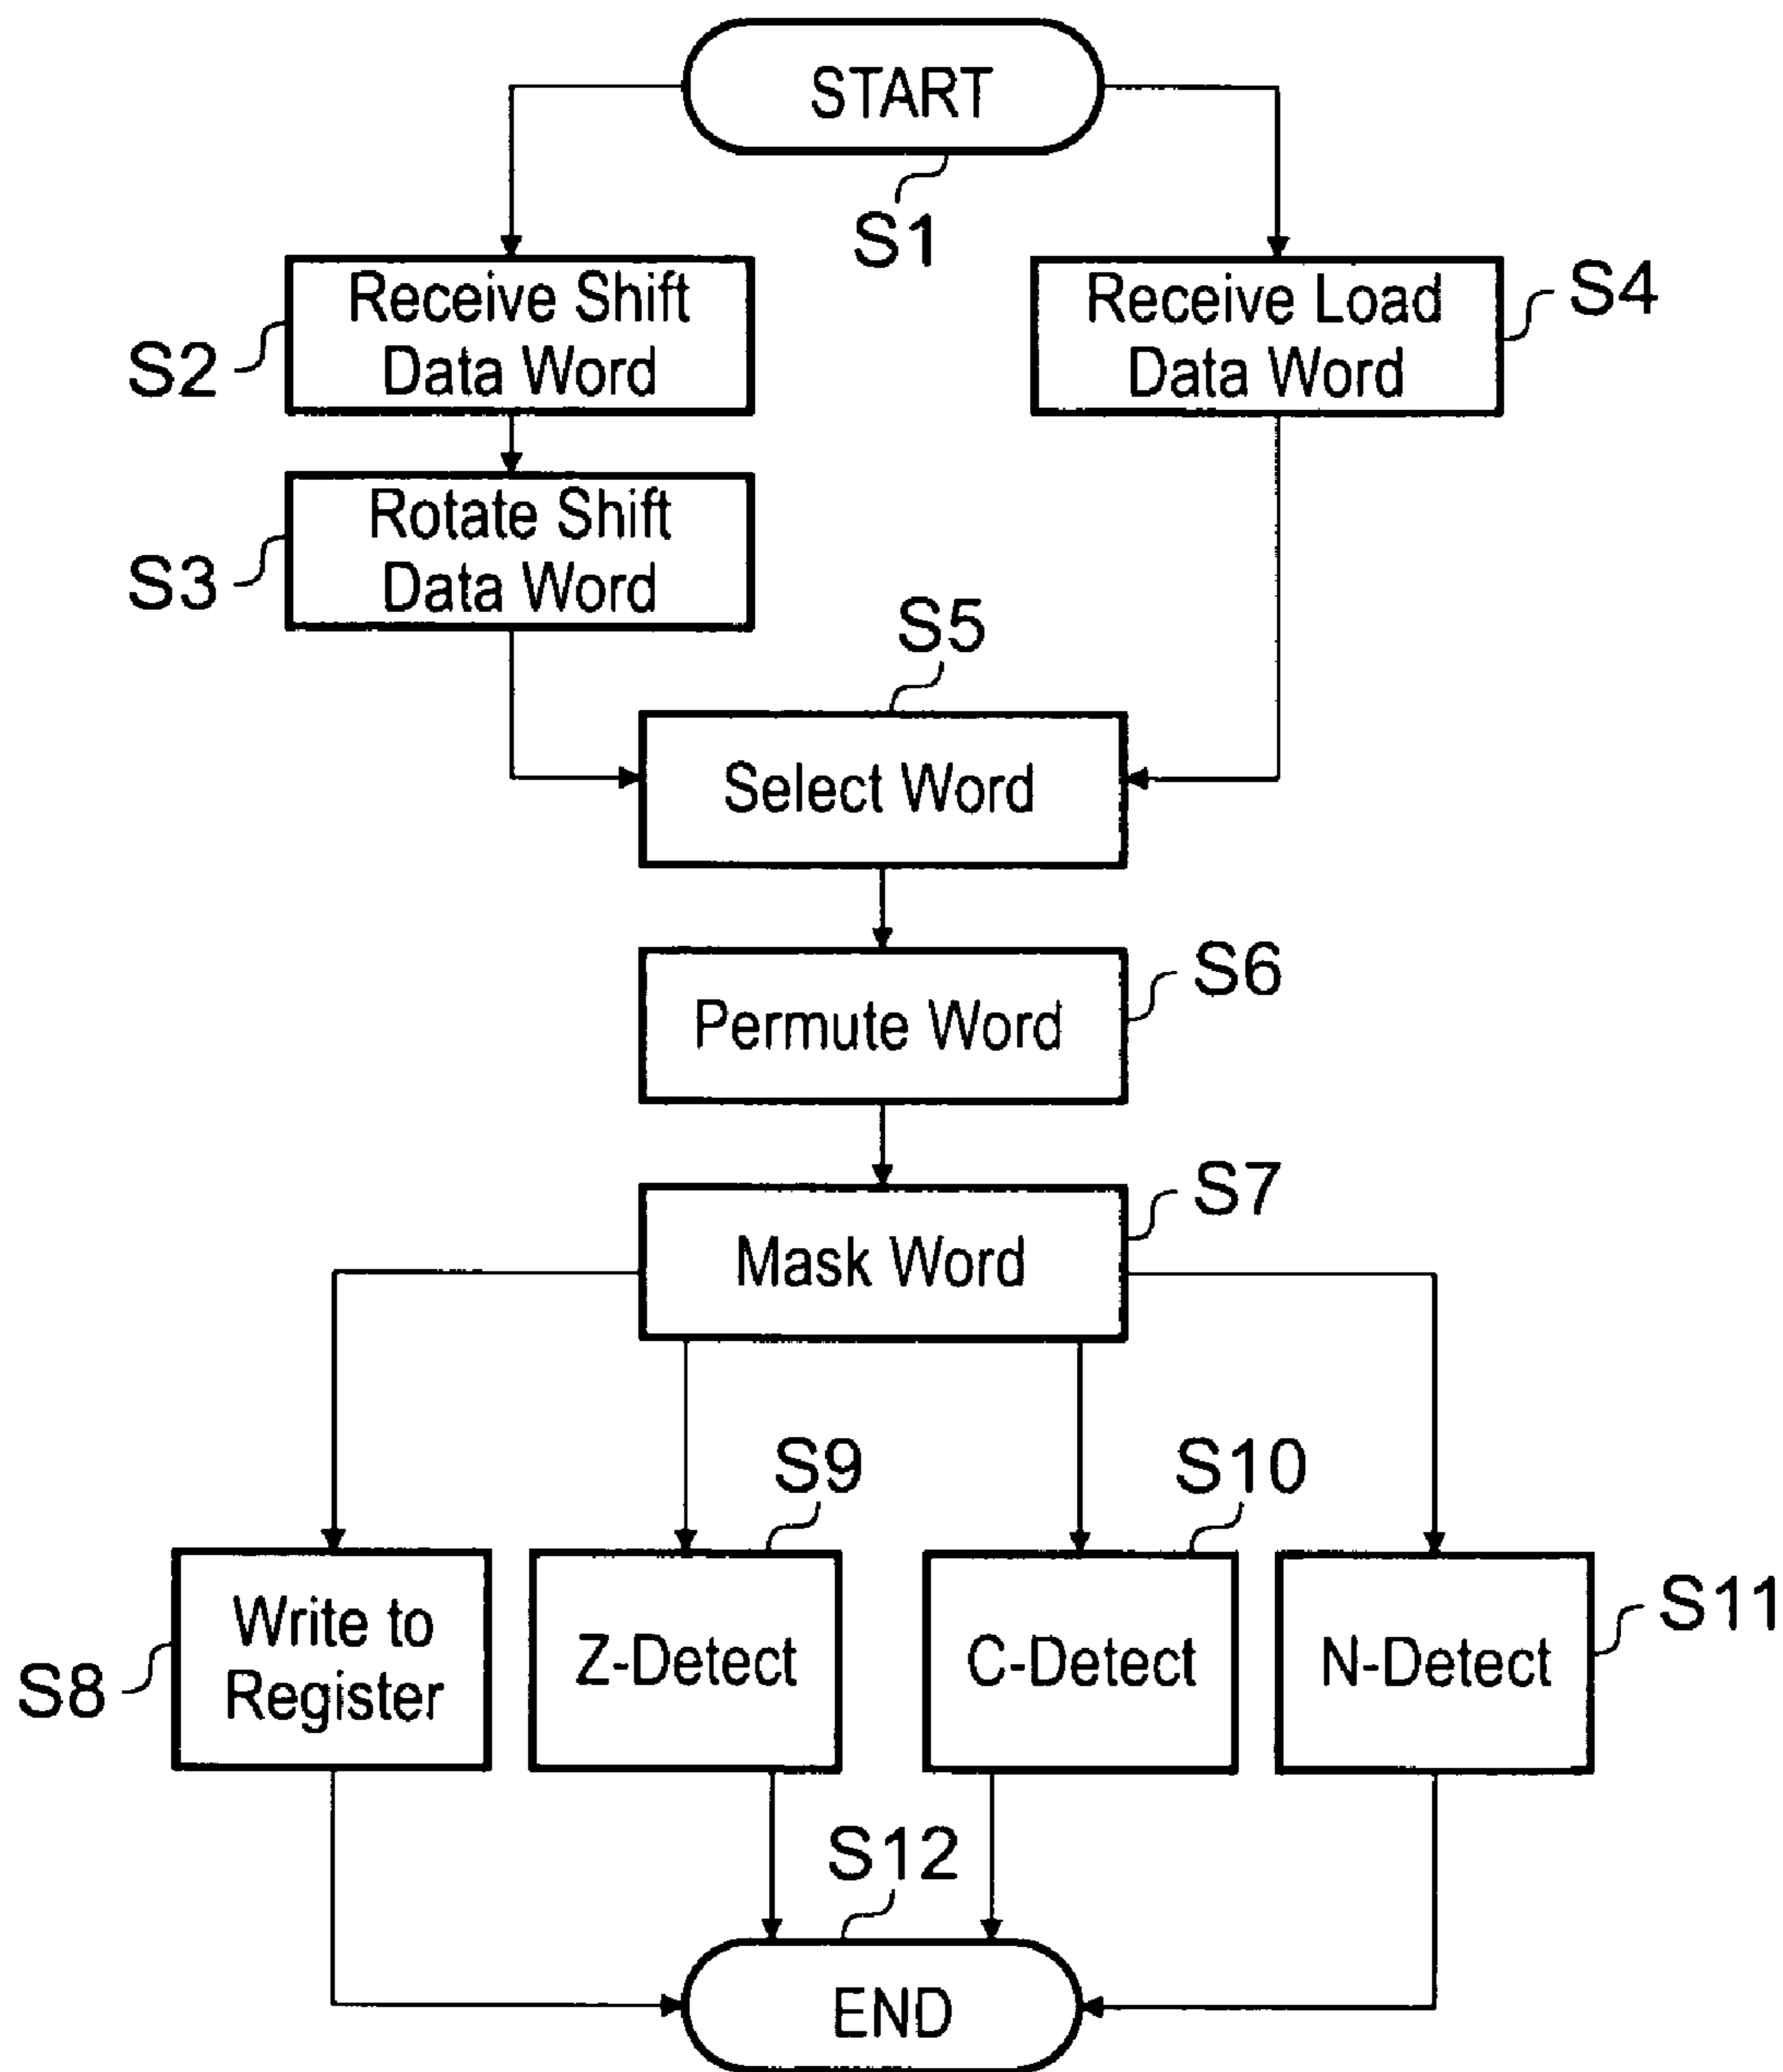 START
S1
Receive Shift
Data Word
S2
Receive Load
Data Word
S4
Rotate Shift
Data Word
S3
S5
Select Word
S6
Permute Word
S7
Mask Word
S9
S10
Write to
Register
S8
Z-Detect
C-Detect
N-Detect
S11
S12
END